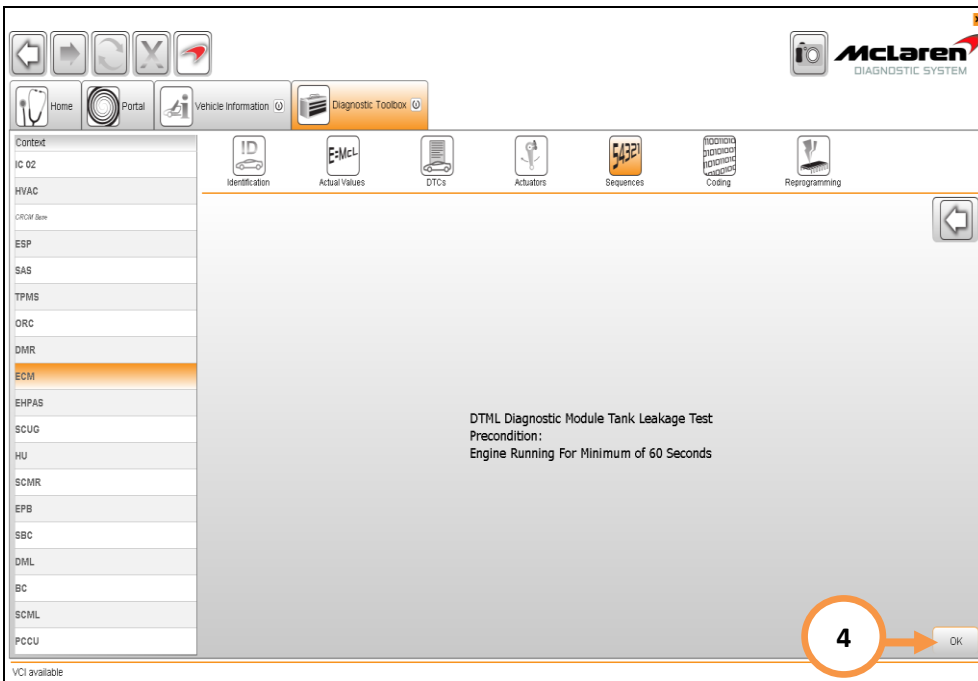 McLaren
DIAGNOSTIC SYSTEM
Home
Portal
Vehicle Information
Diagnostic Toolbox
Context
IC 02
HVAC
CRCM Base
ESP
SAS
TPMS
ORC
DMR
ECM
EHPAS
SCUG
HU
SCMR
EPB
SBC
DML
BC
SCML
PCCU
ID
Identification
E=McL
Actual Values
DTCs
Actuators
54321
Sequences
Coding
Reprogramming
DTML Diagnostic Module Tank Leakage Test
Precondition:
Engine Running For Minimum of 60 Seconds
4
OK
VCI available